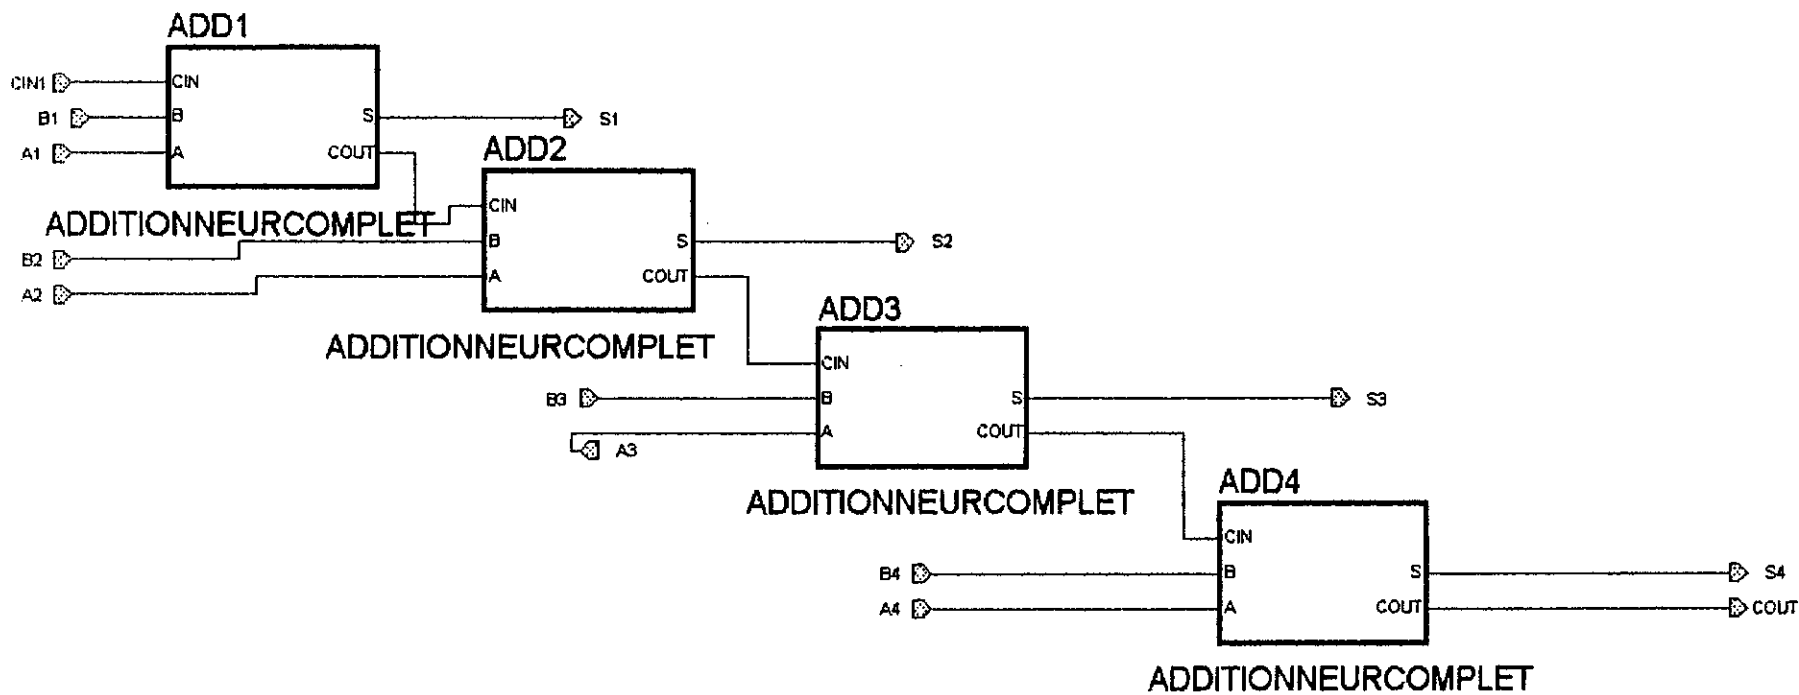 ADD1
CIN1 CIN
B1 B S S1
A1 A COUT
ADDITIONNEURCOMPLET
ADD2
CIN
B2 B S S2
A2 A COUT
ADDITIONNEURCOMPLET
ADD3
CIN
B3 B S S3
A3 A COUT
ADDITIONNEURCOMPLET
ADD4
CIN
B4 B S S4
A4 A COUT COUT
ADDITIONNEURCOMPLET